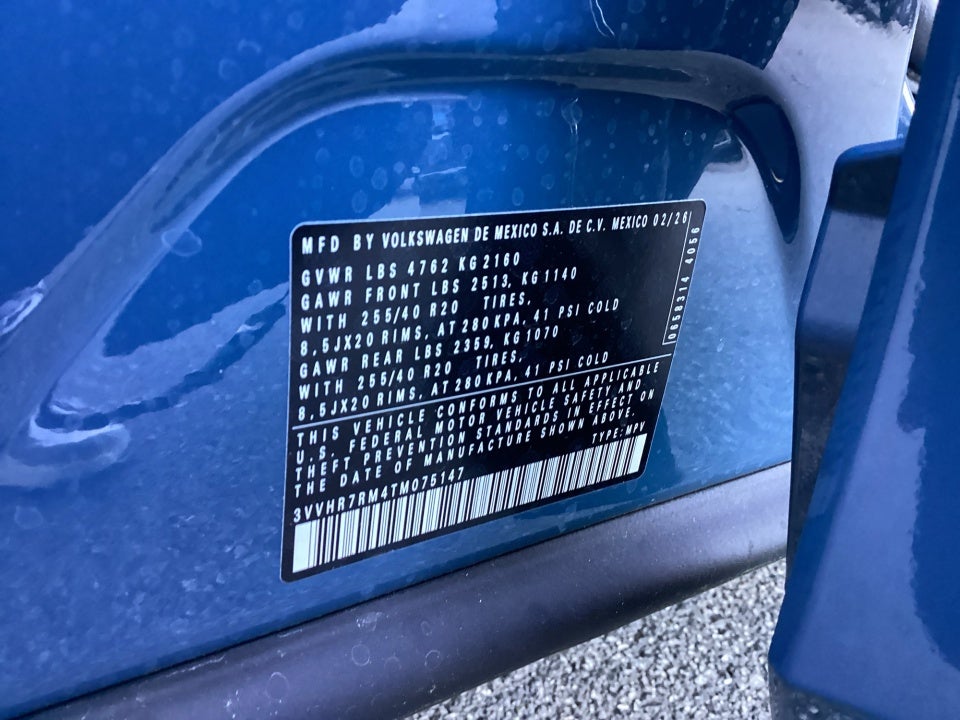 MFD BY VOLKSWAGEN DE MEXICO S.A. DE C.V. MEXICO 02/26
GVWR LBS 4762 KG 2160
GAWR FRONT LBS 2513, KG 1140
WITH 255/40 R20 TIRES,
8,5JX20 RIMS, AT 280 KPA, 41 PSI COLD
GAWR REAR LBS 2359, KG 1070
WITH 255/40 R20 TIRES,
8,5JX20 RIMS, AT 280 KPA, 41 PSI COLD
0658314 4056
THIS VEHICLE CONFORMS TO ALL APPLICABLE
U.S. FEDERAL MOTOR VEHICLE SAFETY AND
THEFT PREVENTION STANDARDS IN EFFECT ON
THE DATE OF MANUFACTURE SHOWN ABOVE.
3VVHR7RM4TM075147 TYPE: MPV